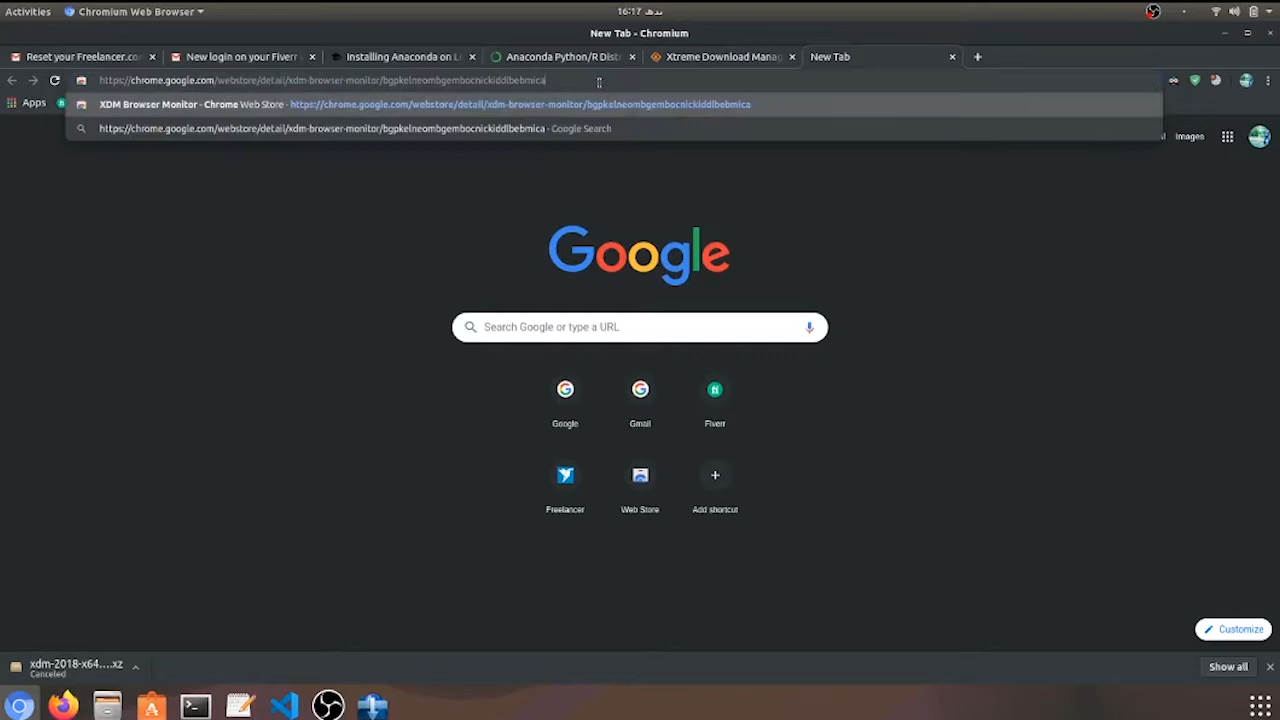 Activities Chromium Web Browser 16:17
New Tab - Chromium
Reset your Freelancer.co New login on your Fiverr Installing Anaconda on L Anaconda Python/R Distr Xtreme Download Manag New Tab
https://chrome.google.com/webstore/detail/xdm-browser-monitor/bgpkelneombgembocnickiddlbebmica
Apps
XDM Browser Monitor - Chrome Web Store - https://chrome.google.com/webstore/detail/xdm-browser-monitor/bgpkelneombgembocnickiddlbebmica
https://chrome.google.com/webstore/detail/xdm-browser-monitor/bgpkelneombgembocnickiddlbebmica - Google Search
Images
Google
Search Google or type a URL
Google Gmail Fiverr
Freelancer Web Store Add shortcut
Customize
xdm-2018-x64....xz
Canceled
Show all